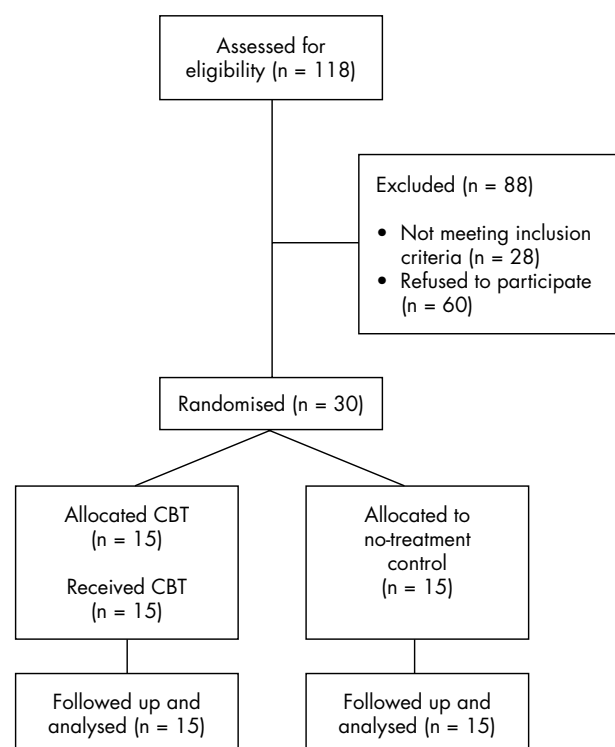 Assessed for
eligibility (n = 118)
Excluded (n = 88)
• Not meeting inclusion
criteria (n = 28)
• Refused to participate
(n = 60)
Randomised (n = 30)
Allocated CBT
(n = 15)
Received CBT
(n = 15)
Allocated to
no-treatment
control
(n = 15)
Followed up and
analysed (n = 15)
Followed up and
analysed (n = 15)